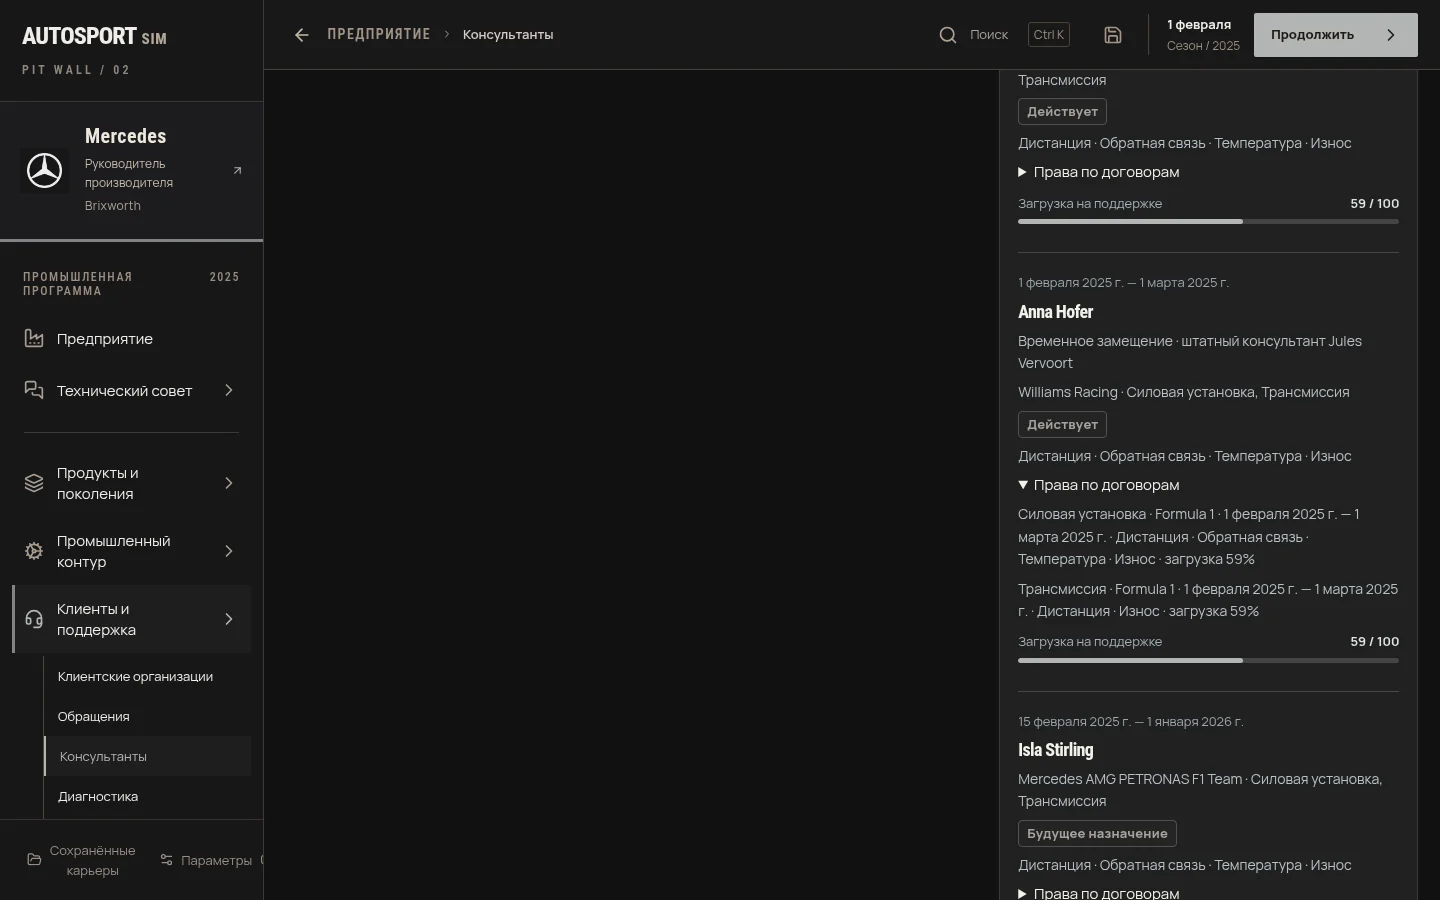 AUTOSPORT SIM
PIT WALL / 02
Mercedes
Руководитель
производителя
Brixworth
ПРОМЫШЛЕННАЯ
ПРОГРАММА
2025
Предприятие
Технический совет
Продукты и
поколения
Промышленный
контур
Клиенты и
поддержка
Клиентские организации
Обращения
Консультанты
Диагностика
Сохранённые
карьеры
Параметры
ПРЕДПРИЯТИЕ
Консультанты
Поиск
Ctrl K
1 февраля
Сезон / 2025
Продолжить
Трансмиссия
Действует
Дистанция · Обратная связь · Температура · Износ
Права по договорам
Загрузка на поддержке
59 / 100
1 февраля 2025 г. — 1 марта 2025 г.
Anna Hofer
Временное замещение · штатный консультант Jules
Vervoort
Williams Racing · Силовая установка, Трансмиссия
Действует
Дистанция · Обратная связь · Температура · Износ
Права по договорам
Силовая установка · Formula 1 · 1 февраля 2025 г. — 1
марта 2025 г. · Дистанция · Обратная связь ·
Температура · Износ · загрузка 59%
Трансмиссия · Formula 1 · 1 февраля 2025 г. — 1 марта 2025
г. · Дистанция · Износ · загрузка 59%
Загрузка на поддержке
59 / 100
15 февраля 2025 г. — 1 января 2026 г.
Isla Stirling
Mercedes AMG PETRONAS F1 Team · Силовая установка,
Трансмиссия
Будущее назначение
Дистанция · Обратная связь · Температура · Износ
Права по договорам